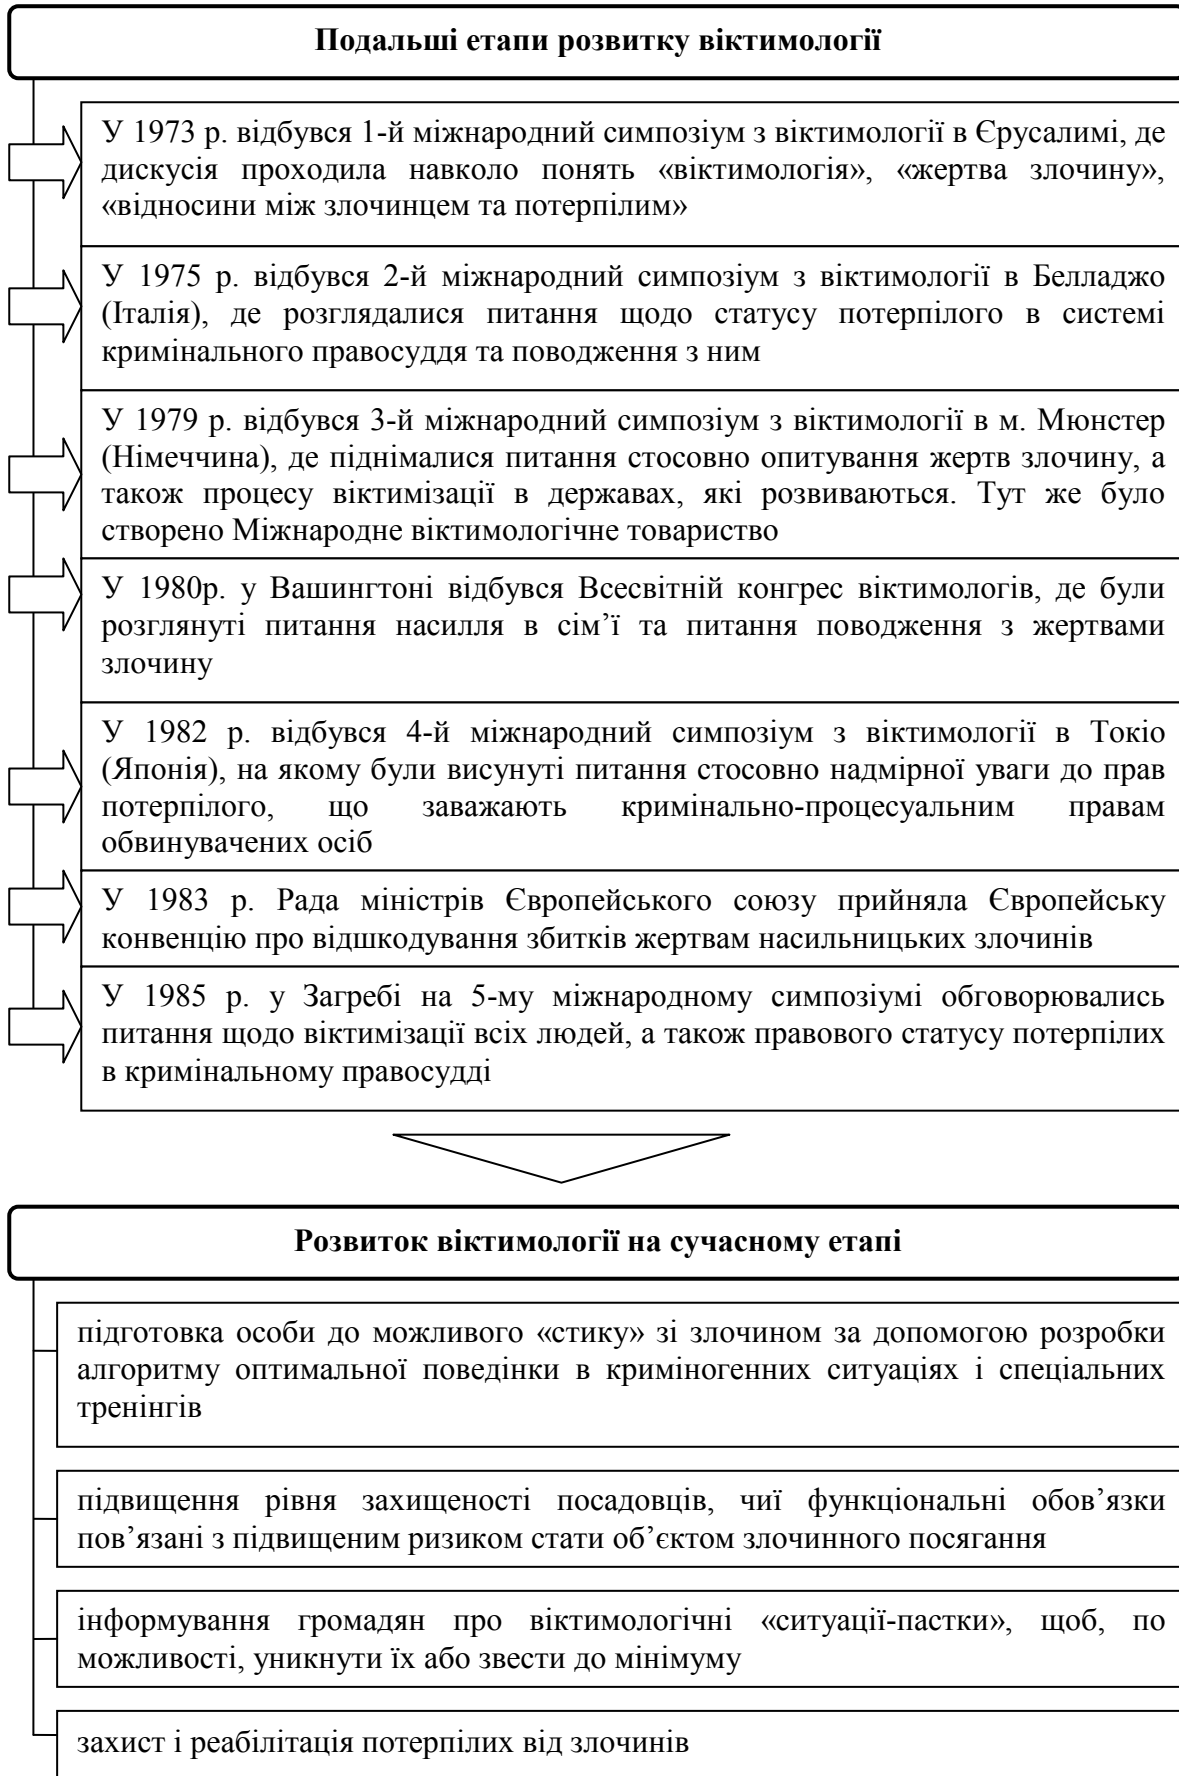 Подальші етапи розвитку віктимології
У 1973 р. відбувся 1-й міжнародний симпозіум з віктимології в Єрусалимі, де
дискусія проходила навколо понять «віктимологія», «жертва злочину»,
«відносини між злочинцем та потерпілим»
У 1975 р. відбувся 2-й міжнародний симпозіум з віктимології в Белладжо
(Італія), де розглядалися питання щодо статусу потерпілого в системі
кримінального правосуддя та поводження з ним
У 1979 р. відбувся 3-й міжнародний симпозіум з віктимології в м. Мюнстер
(Німеччина), де піднімалися питання стосовно опитування жертв злочину, а
також процесу віктимізації в державах, які розвиваються. Тут же було
створено Міжнародне віктимологічне товариство
У 1980р. у Вашингтоні відбувся Всесвітній конгрес віктимологів, де були
розглянуті питання насилля в сім’ї та питання поводження з жертвами
злочину
У 1982 р. відбувся 4-й міжнародний симпозіум з віктимології в Токіо
(Японія), на якому були висунуті питання стосовно надмірної уваги до прав
потерпілого, що заважають кримінально-процесуальним правам
обвинувачених осіб
У 1983 р. Рада міністрів Європейського союзу прийняла Європейську
конвенцію про відшкодування збитків жертвам насильницьких злочинів
У 1985 р. у Загребі на 5-му міжнародному симпозіумі обговорювались
питання щодо віктимізації всіх людей, а також правового статусу потерпілих
в кримінальному правосудді
Розвиток віктимології на сучасному етапі
підготовка особи до можливого «стику» зі злочином за допомогою розробки
алгоритму оптимальної поведінки в криміногенних ситуаціях і спеціальних
тренінгів
підвищення рівня захищеності посадовців, чиї функціональні обов’язки
пов’язані з підвищеним ризиком стати об’єктом злочинного посягання
інформування громадян про віктимологічні «ситуації-пастки», щоб, по
можливості, уникнути їх або звести до мінімуму
захист і реабілітація потерпілих від злочинів